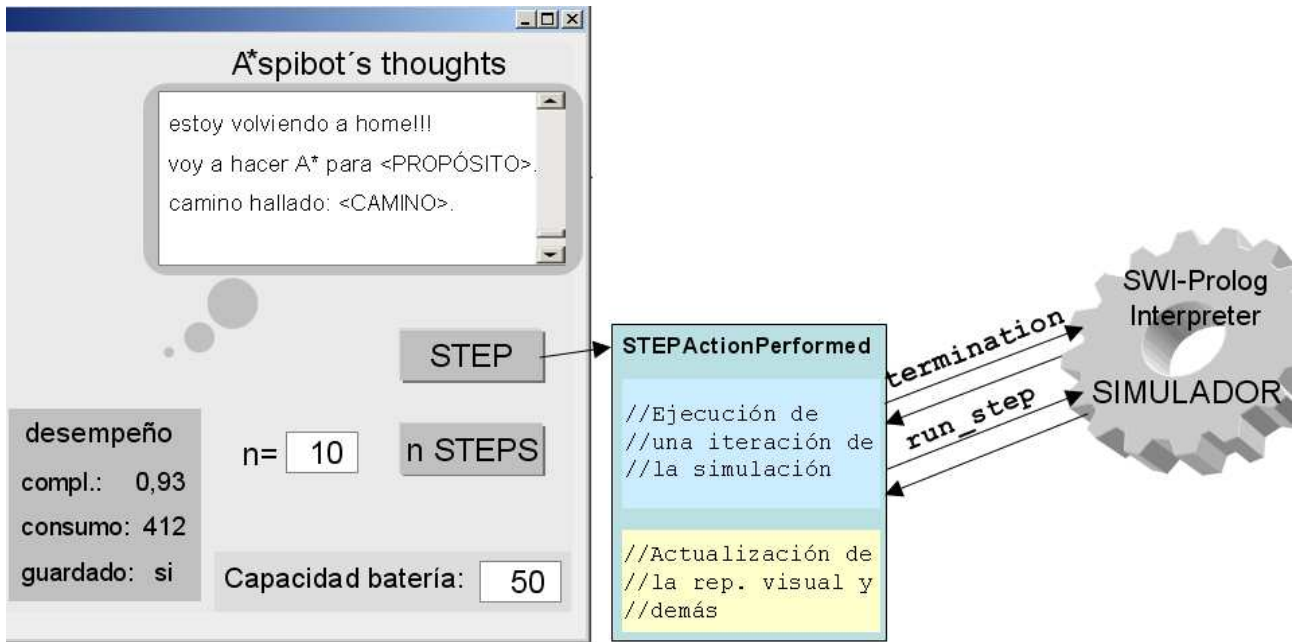 A*spibot´s thoughts
estoy volviendo a home!!!
voy a hacer A* para <PROPÓSITO>.
camino hallado: <CAMINO>.
STEP
n= 10
n STEPS
desempeño
compl.: 0,93
consumo: 412
guardado: si
Capacidad batería: 50
STEPActionPerformed
//Ejecución de
//una iteración de
//la simulación
//Actualización de
//la rep. visual y
//demás
termination
run_step
SWI-Prolog
Interpreter
SIMULADOR